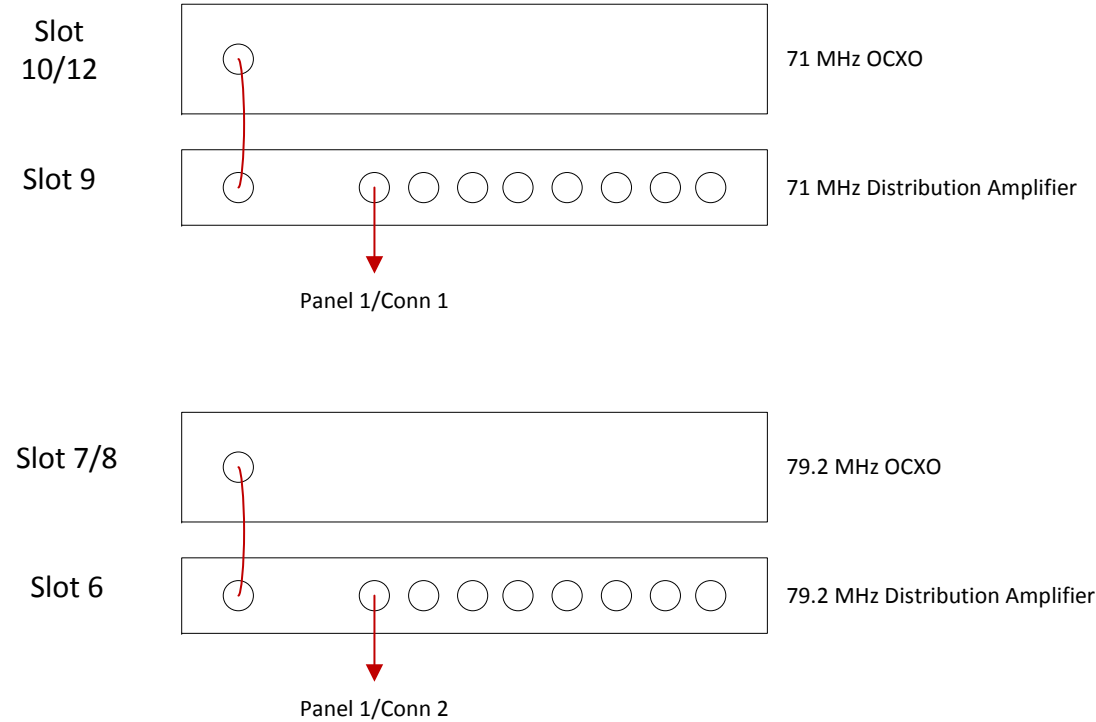 Slot
10/12
71 MHz OCXO
Slot 9
71 MHz Distribution Amplifier
Panel 1/Conn 1
Slot 7/8
79.2 MHz OCXO
Slot 6
79.2 MHz Distribution Amplifier
Panel 1/Conn 2